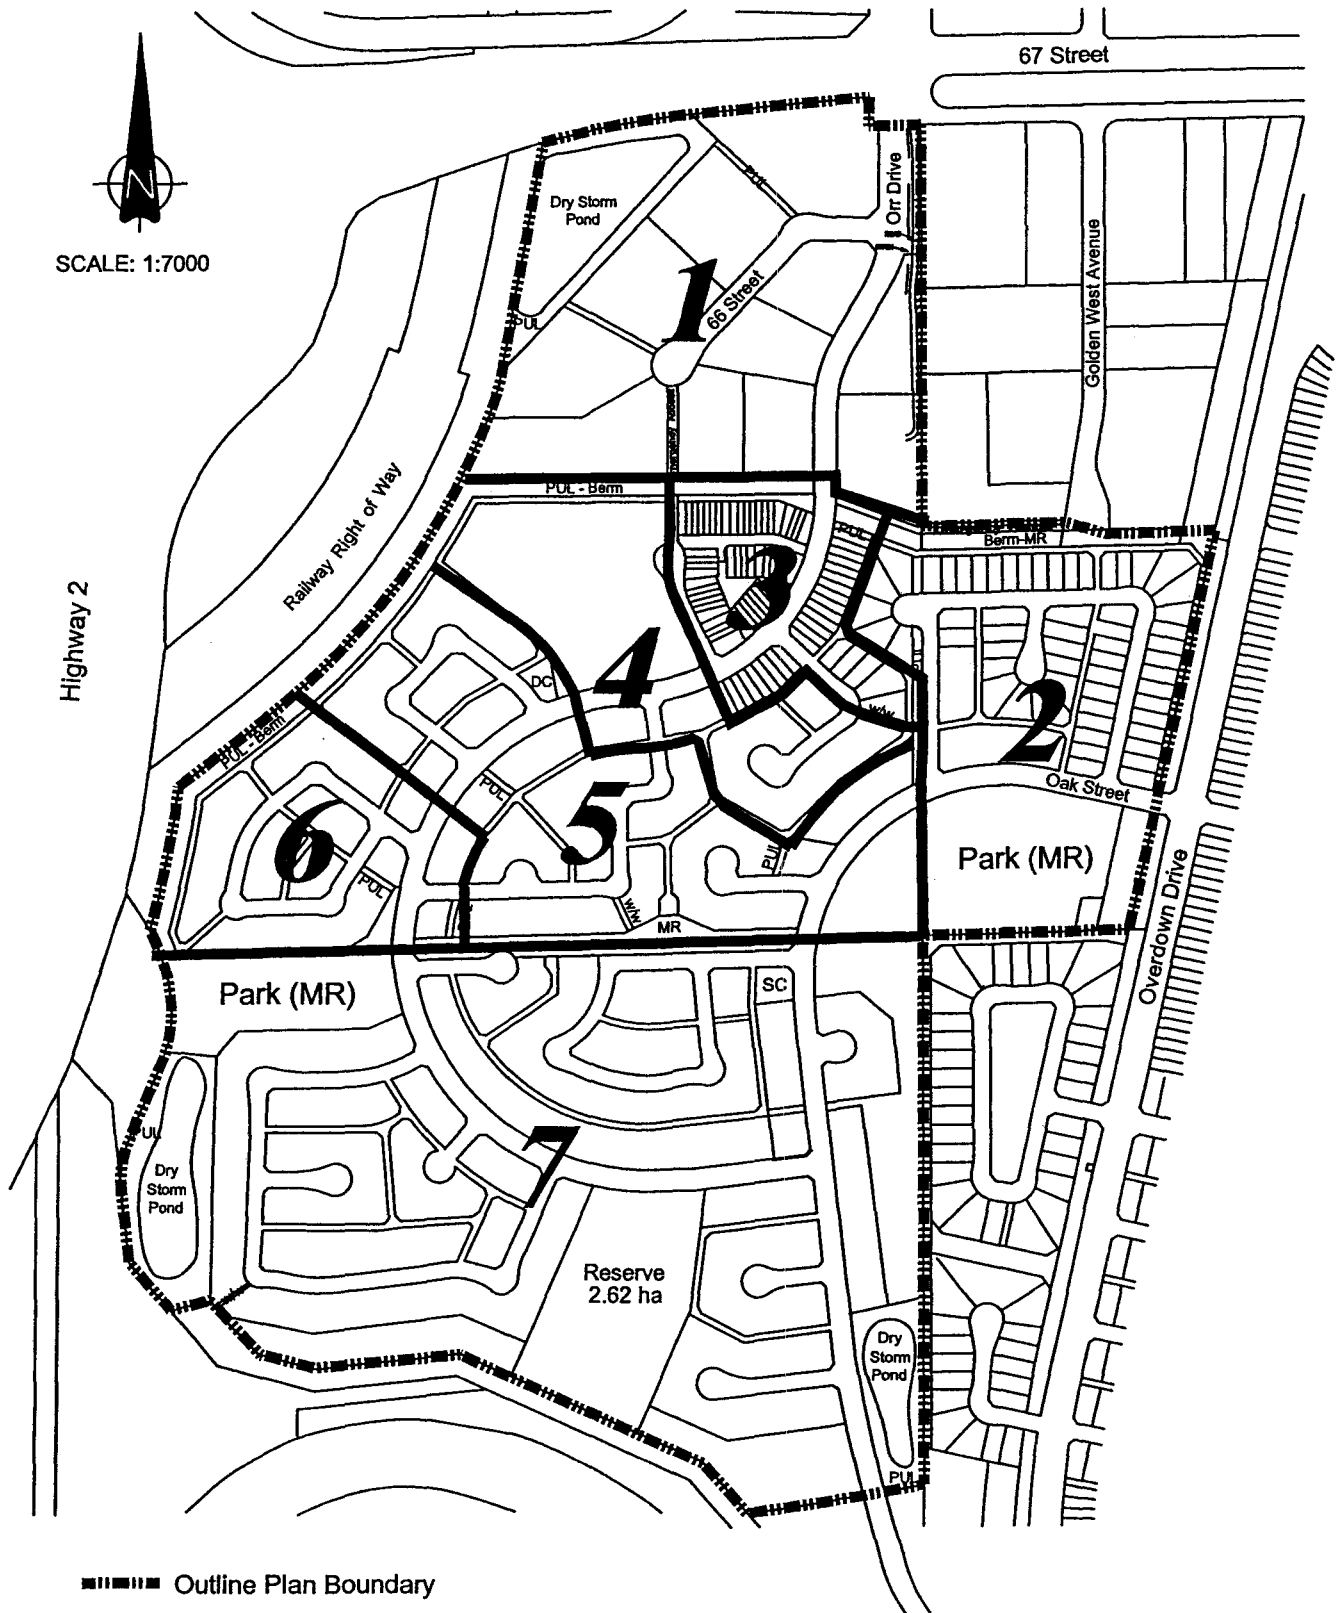 67 Street
N
SCALE: 1:7000
Dry Storm
Pond
PUL
Orr Drive
Golden West Avenue
66 Street
1
PUL
Railway Right of Way
Highway 2
PUL - Berm
PUL
Berm-MR
3
4
DC
2
w/w
Oak Street
PUL - Berm
PUL
5
6
PUL
PUL
Park (MR)
w/w
MR
Overdown Drive
Park (MR)
SC
7
PUL
Dry
Storm
Pond
Reserve
2.62 ha
Dry
Storm
Pond
PUL
Outline Plan Boundary